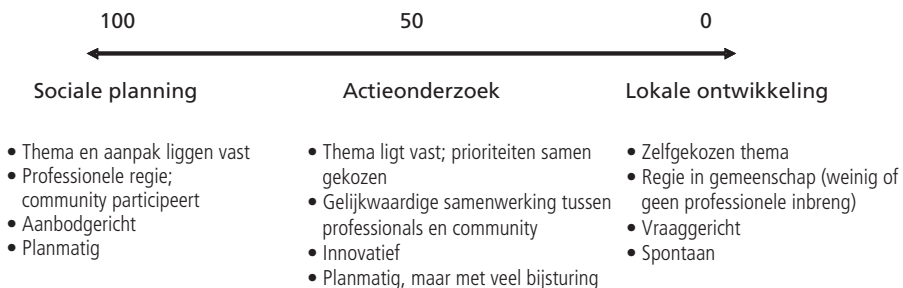 100 50 0
Sociale planning Actieonderzoek Lokale ontwikkeling
• Thema en aanpak liggen vast
• Professionele regie;
community participeert
• Aanbodgericht
• Planmatig
• Thema ligt vast; prioriteiten samen
gekozen
• Gelijkwaardige samenwerking tussen
professionals en community
• Innovatief
• Planmatig, maar met veel bijsturing
• Zelfgekozen thema
• Regie in gemeenschap (weinig of
geen professionele inbreng)
• Vraaggericht
• Spontaan